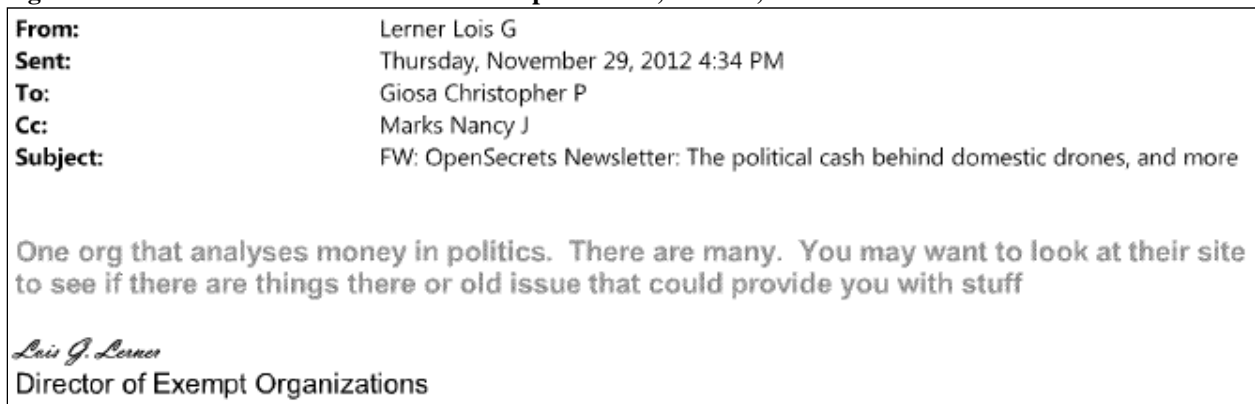 From: Lerner Lois G
Sent: Thursday, November 29, 2012 4:34 PM
To: Giosa Christopher P
Cc: Marks Nancy J
Subject: FW: OpenSecrets Newsletter: The political cash behind domestic drones, and more
One org that analyses money in politics. There are many. You may want to look at their site
to see if there are things there or old issue that could provide you with stuff
Lois G. Lerner
Director of Exempt Organizations